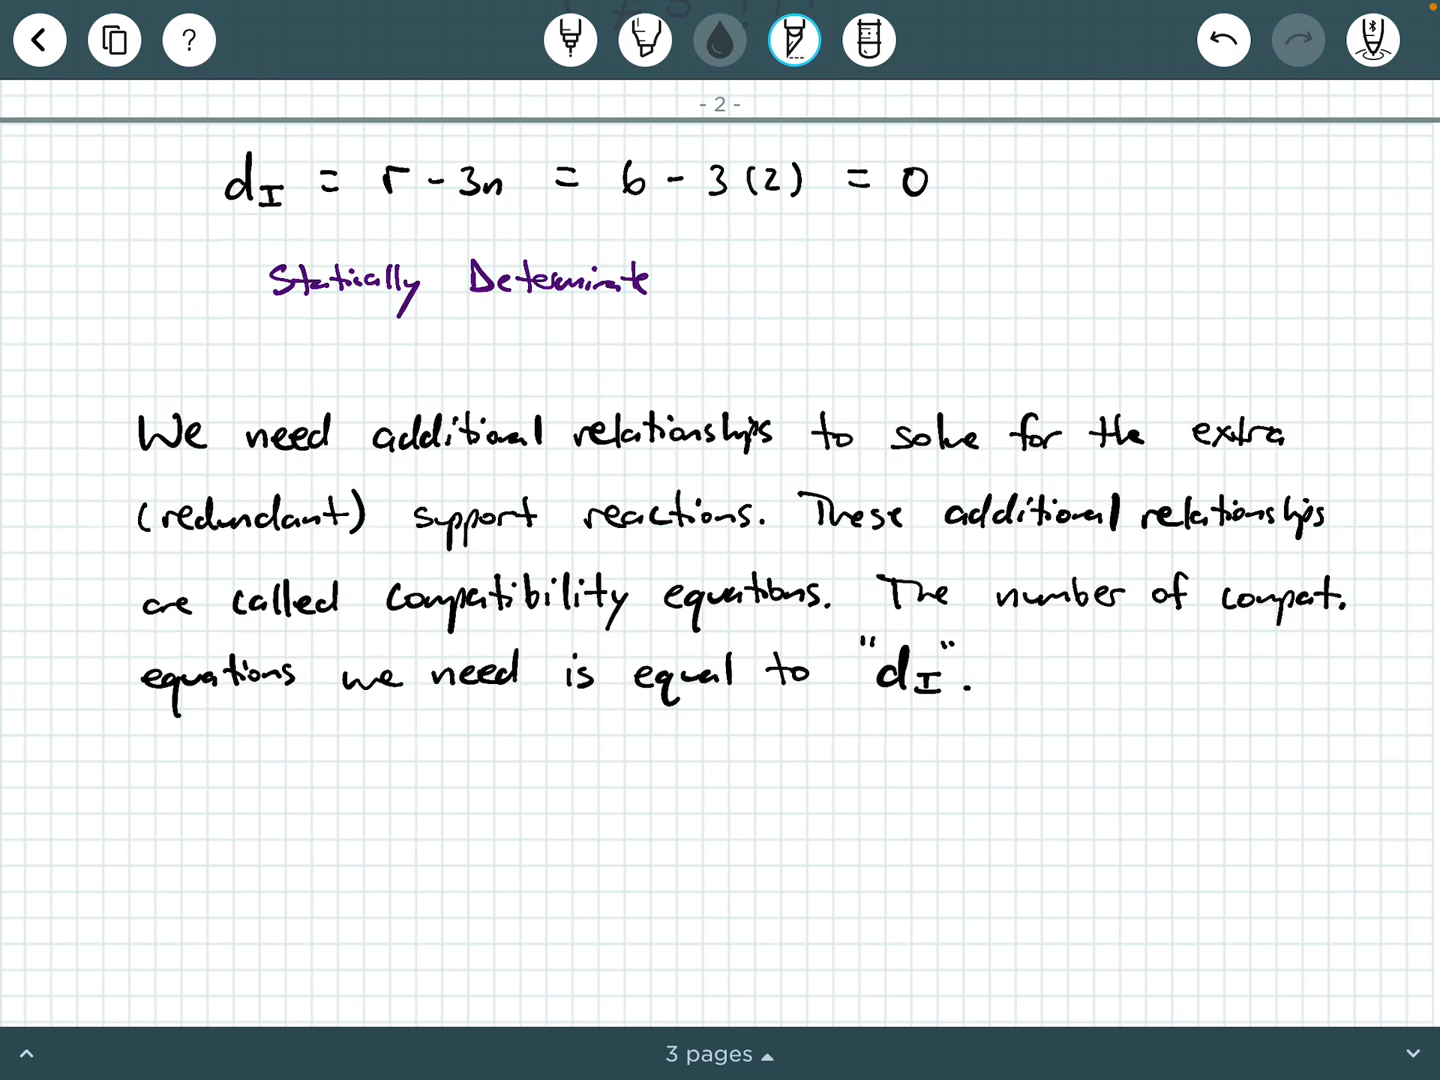 ?
- 2 -
d_I = r - 3n = 6 - 3(2) = 0
Statically Determinate
We need additional relationships to solve for the extra
(redundant) support reactions. These additional relationships
are called compatibility equations. The number of compat.
equations we need is equal to "d_I".
3 pages